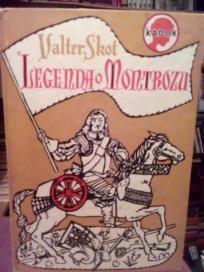 Valter Skot
KADOK
LEGENDA O MONTROZU